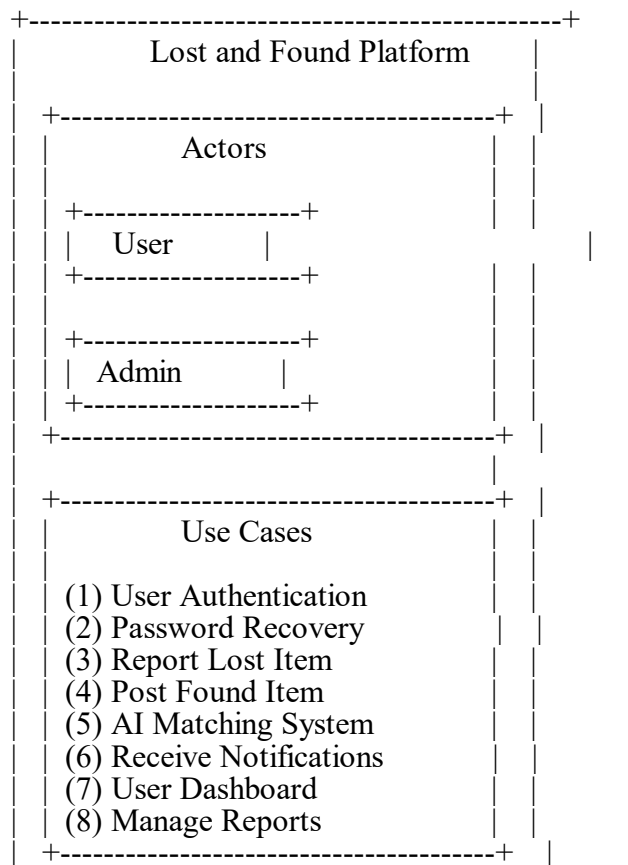 +-------------------------------------------------+
| Lost and Found Platform |
| |
| +----------------------------------------+ |
| | Actors | |
| | | |
| | +--------------------+ | |
| | | User | |
| | +--------------------+ | |
| | | |
| | +--------------------+ | |
| | | Admin | | |
| | +--------------------+ | |
| +----------------------------------------+ |
| |
| +----------------------------------------+ |
| | Use Cases | |
| | | |
| | (1) User Authentication | |
| | (2) Password Recovery | |
| | (3) Report Lost Item | |
| | (4) Post Found Item | |
| | (5) AI Matching System | |
| | (6) Receive Notifications | |
| | (7) User Dashboard | |
| | (8) Manage Reports | |
| +----------------------------------------+ |